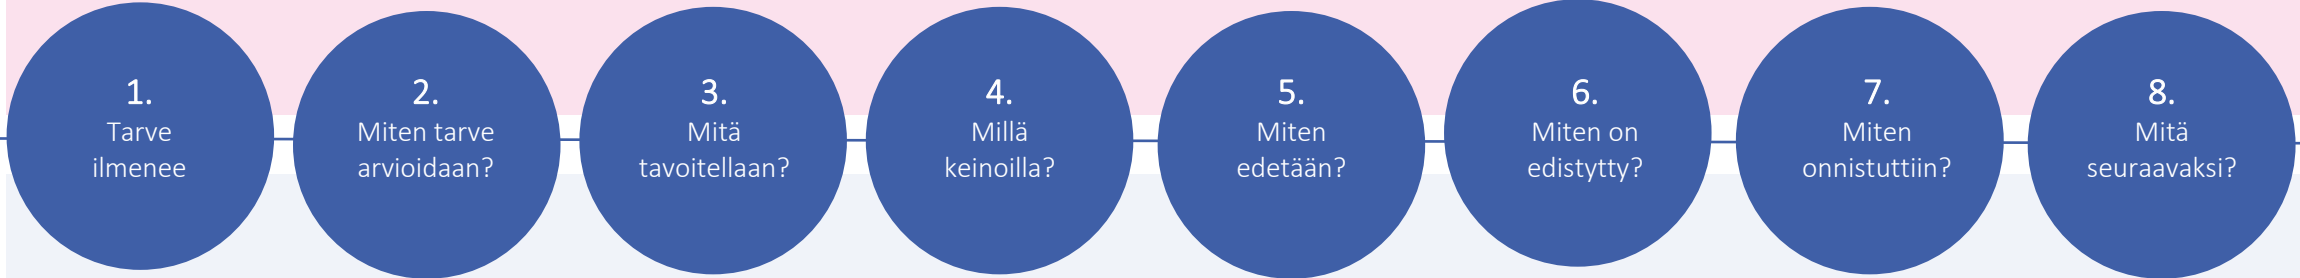 1.
Tarve
ilmenee
2.
Miten tarve
arvioidaan?
3.
Mitä
tavoitellaan?
4.
Millä
keinoilla?
5.
Miten
edetään?
6.
Miten on
edistytty?
7.
Miten
onnistuttiin?
8.
Mitä
seuraavaksi?